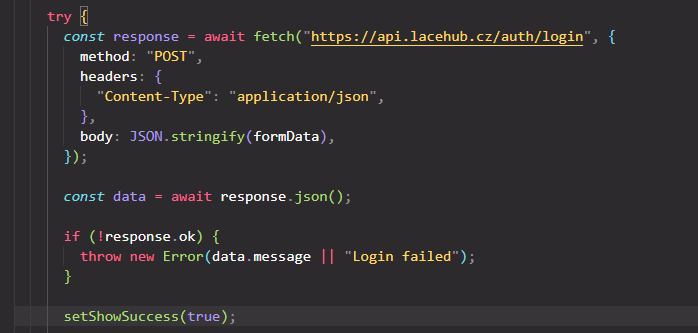 try {
const response = await fetch("https://api.lacehub.cz/auth/login", {
method: "POST",
headers: {
"Content-Type": "application/json",
},
body: JSON.stringify(formData),
});
const data = await response.json();
if (!response.ok) {
throw new Error(data.message || "Login failed");
}
setShowSuccess(true);